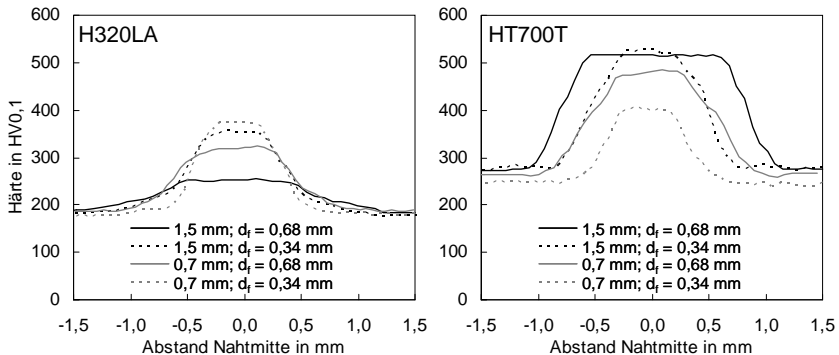 H320LA
Härte in HV0,1
600
500
400
300
200
100
0
1,5 mm; df = 0,68 mm
1,5 mm; df = 0,34 mm
0,7 mm; df = 0,68 mm
0,7 mm; df = 0,34 mm
-1,5 -1,0 -0,5 0,0 0,5 1,0 1,5
Abstand Nahtmitte in mm
HT700T
600
500
400
300
200
100
0
1,5 mm; df = 0,68 mm
1,5 mm; df = 0,34 mm
0,7 mm; df = 0,68 mm
0,7 mm; df = 0,34 mm
-1,5 -1,0 -0,5 0,0 0,5 1,0 1,5
Abstand Nahtmitte in mm